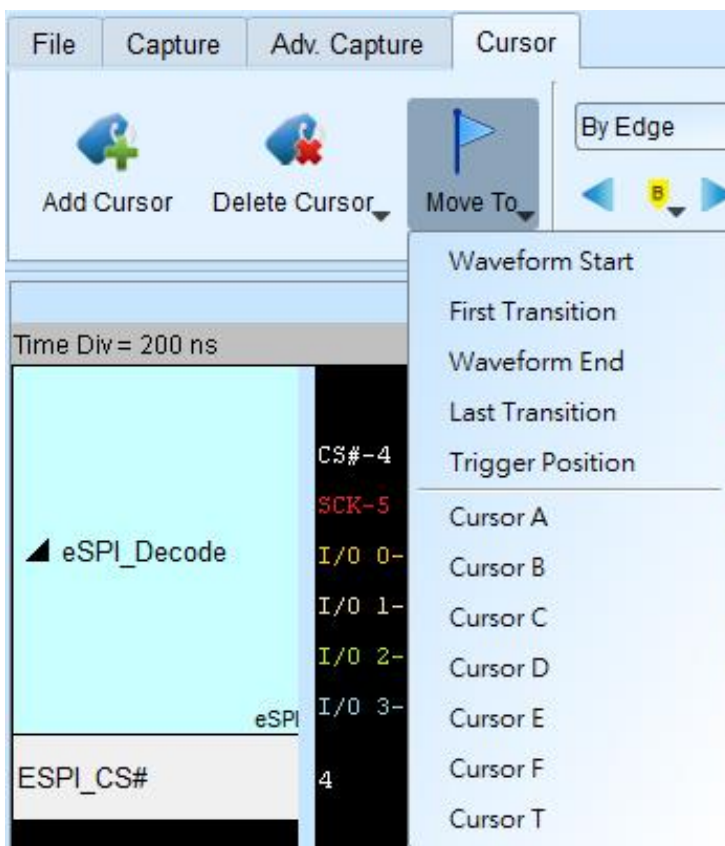 File Capture Adv. Capture Cursor
Add Cursor Delete Cursor Move To By Edge
B
Waveform Start
First Transition
Waveform End
Last Transition
Trigger Position
Cursor A
Cursor B
Cursor C
Cursor D
Cursor E
Cursor F
Cursor T
Time Div = 200 ns
eSPI_Decode
eSPI
CS#-4
SCK-5
I/O 0-
I/O 1-
I/O 2-
I/O 3-
ESPI_CS# 4